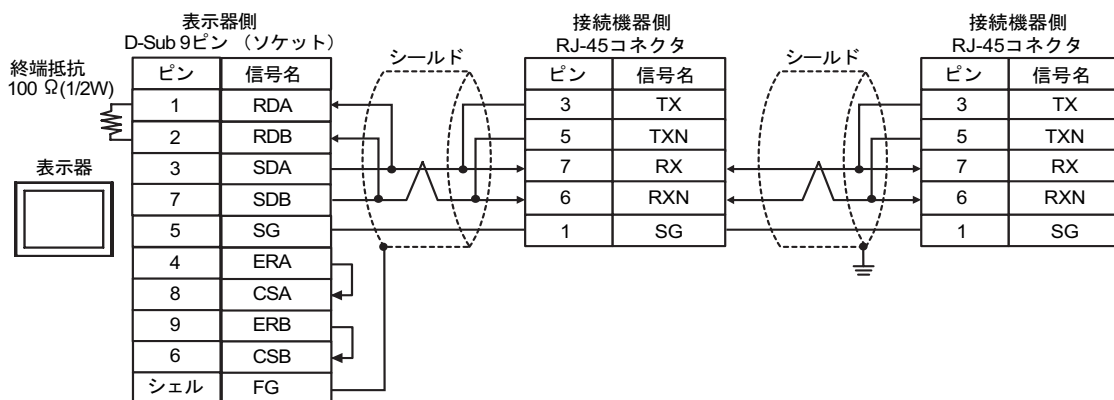 表示器側
D-Sub 9ピン （ソケット）
接続機器側
RJ-45コネクタ
接続機器側
RJ-45コネクタ
終端抵抗
100 Ω(1/2W)
シールド
シールド
表示器
ピン 信号名
1 RDA
2 RDB
3 SDA
7 SDB
5 SG
4 ERA
8 CSA
9 ERB
6 CSB
シェル FG
ピン 信号名
3 TX
5 TXN
7 RX
6 RXN
1 SG
ピン 信号名
3 TX
5 TXN
7 RX
6 RXN
1 SG